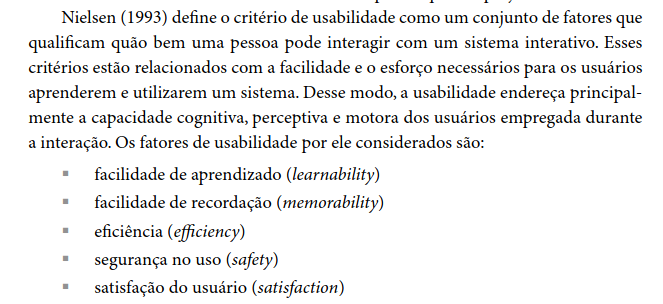 Nielsen (1993) define o critério de usabilidade como um conjunto de fatores que
qualificam quão bem uma pessoa pode interagir com um sistema interativo. Esses
critérios estão relacionados com a facilidade e o esforço necessários para os usuários
aprenderem e utilizarem um sistema. Desse modo, a usabilidade endereça principal-
mente a capacidade cognitiva, perceptiva e motora dos usuários empregada durante
a interação. Os fatores de usabilidade por ele considerados são:
▪ facilidade de aprendizado (learnability)
▪ facilidade de recordação (memorability)
▪ eficiência (efficiency)
▪ segurança no uso (safety)
▪ satisfação do usuário (satisfaction)